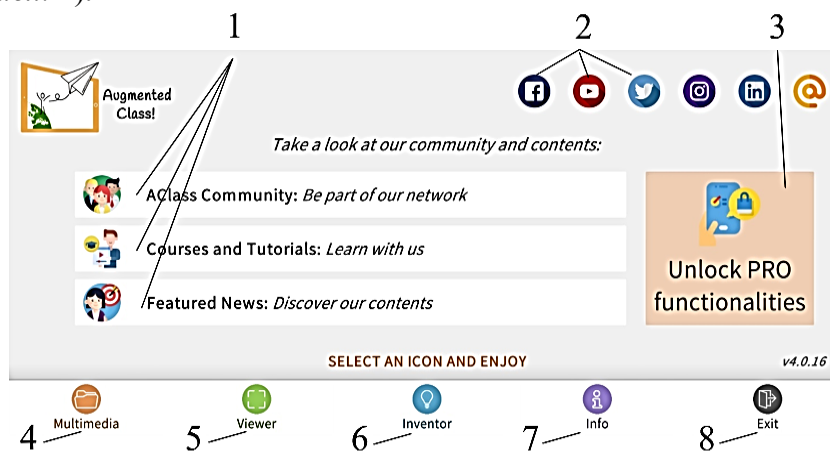 1 2 3
Augmented
Class!
Take a look at our community and contents:
AClass Community: Be part of our network
Courses and Tutorials: Learn with us
Featured News: Discover our contents
Unlock PRO
functionalities
SELECT AN ICON AND ENJOY
v4.0.16
Multimedia Viewer Inventor Info Exit
4 5 6 7 8